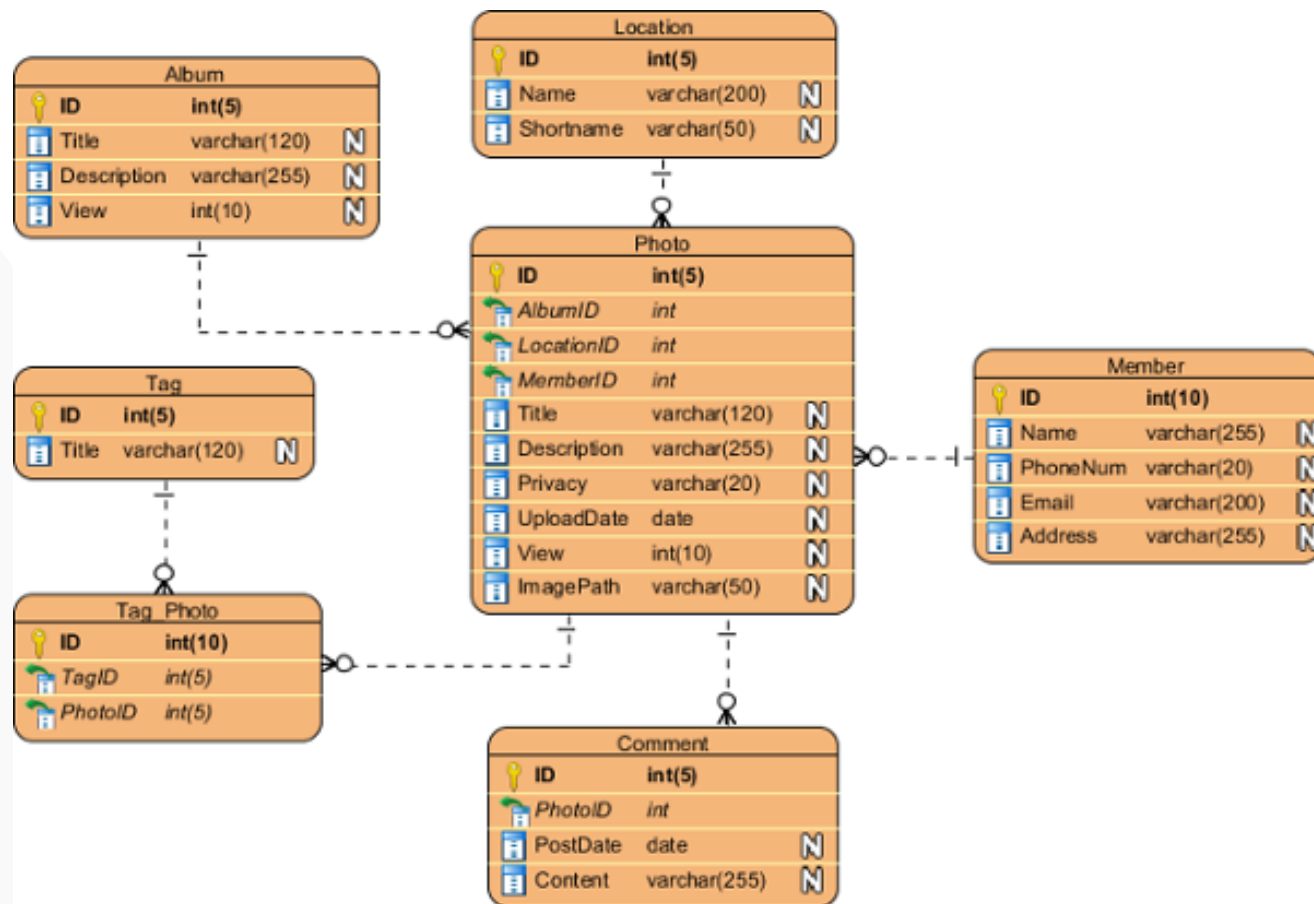 Location
ID int(5)
Name varchar(200) N
Shortname varchar(50) N
Album
ID int(5)
Title varchar(120) N
Description varchar(255) N
View int(10) N
Photo
ID int(5)
AlbumID int
LocationID int
MemberID int
Title varchar(120) N
Description varchar(255) N
Privacy varchar(20) N
UploadDate date N
View int(10) N
ImagePath varchar(50) N
Tag
ID int(5)
Title varchar(120) N
Member
ID int(10)
Name varchar(255) N
PhoneNum varchar(20) N
Email varchar(200) N
Address varchar(255) N
Tag_Photo
ID int(10)
TagID int(5)
PhotoID int(5)
Comment
ID int(5)
PhotoID int
PostDate date N
Content varchar(255) N